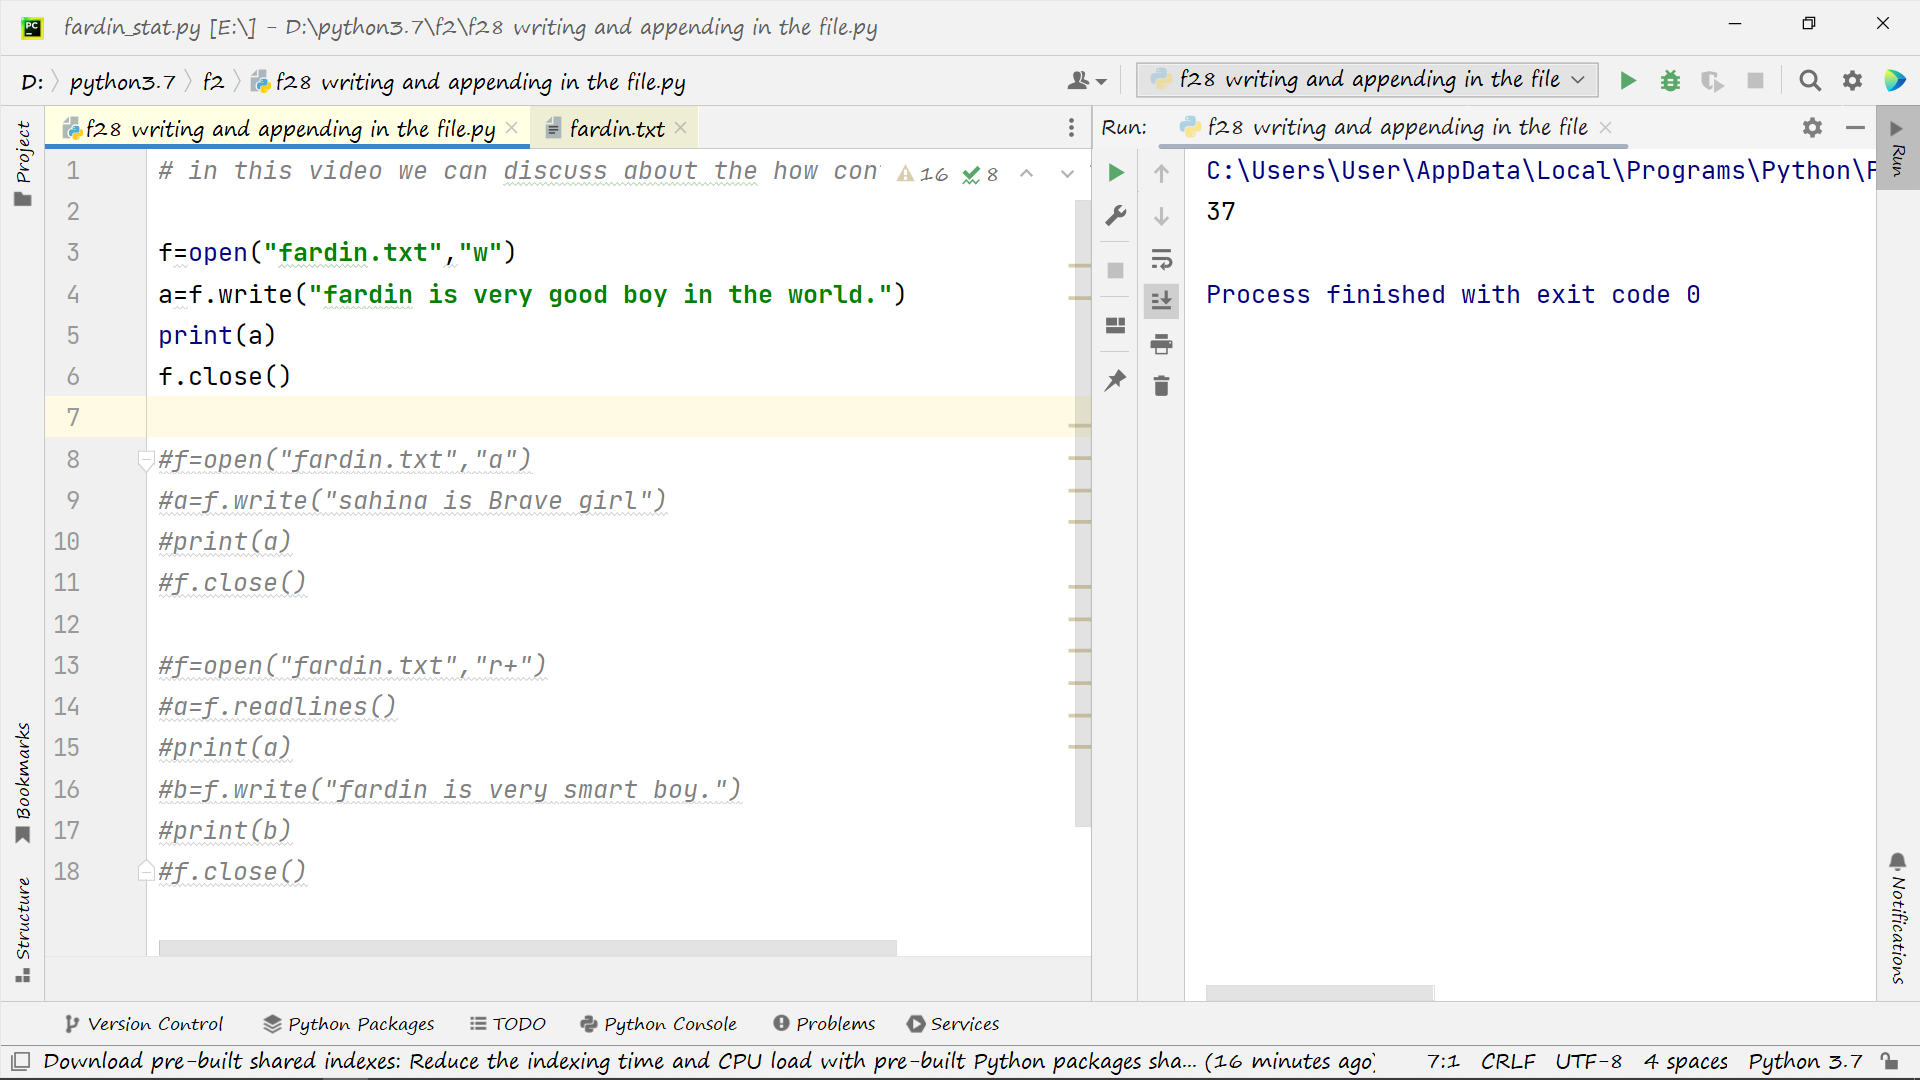 fardin_stat.py [E:\] - D:\python3.7\f2\f28 writing and appending in the file.py
D: python3.7 f2 f28 writing and appending in the file.py
f28 writing and appending in the file
f28 writing and appending in the file.py
fardin.txt
Run: f28 writing and appending in the file
Project
Bookmarks
Structure
1 # in this video we can discuss about the how con
16 8
2
3 f=open("fardin.txt","w")
4 a=f.write("fardin is very good boy in the world.")
5 print(a)
6 f.close()
7
8 #f=open("fardin.txt","a")
9 #a=f.write("sahina is Brave girl")
10 #print(a)
11 #f.close()
12
13 #f=open("fardin.txt","r+")
14 #a=f.readlines()
15 #print(a)
16 #b=f.write("fardin is very smart boy.")
17 #print(b)
18 #f.close()
C:\Users\User\AppData\Local\Programs\Python\
37
Process finished with exit code 0
Run
Notifications
Version Control Python Packages TODO Python Console Problems Services
Download pre-built shared indexes: Reduce the indexing time and CPU load with pre-built Python packages sha... (16 minutes ago) 7:1 CRLF UTF-8 4 spaces Python 3.7